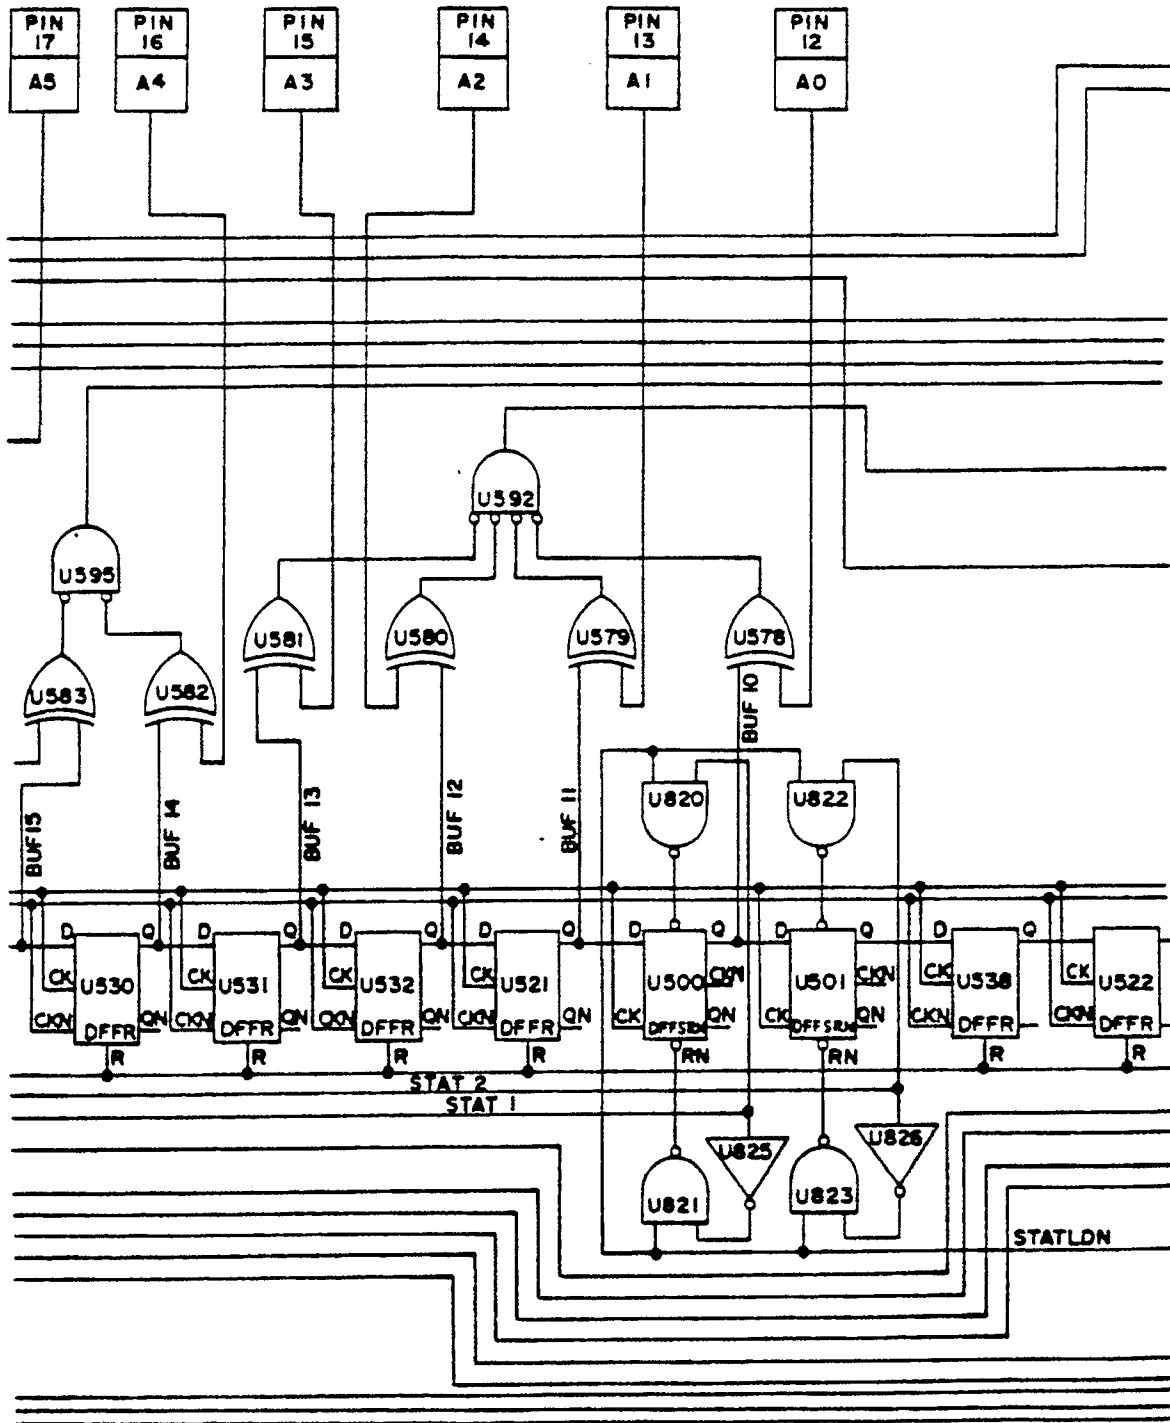 PIN 17
PIN 16
PIN 15
PIN 14
PIN 13
PIN 12
A5
A4
A3
A2
A1
A0
U592
U595
U581
U580
U579
U578
U583
U582
BUF 10
U820
U822
BUF15
BUF 14
BUF 13
BUF 12
BUF 11
D Q D Q D Q D Q D Q D Q D Q
CK U530 CK U531 CK U532 CK U521 U500 CKN U501 CKN CK U538 CK U522
CKN DFFR QN CKN DFFR QN CKN DFFR QN CKN DFFR QN CK QN CK QN CKN DFFR CKN DFFR
R R R R RN RN R R
STAT 2
STAT 1
U825
U826
U821
U823
STATLDN